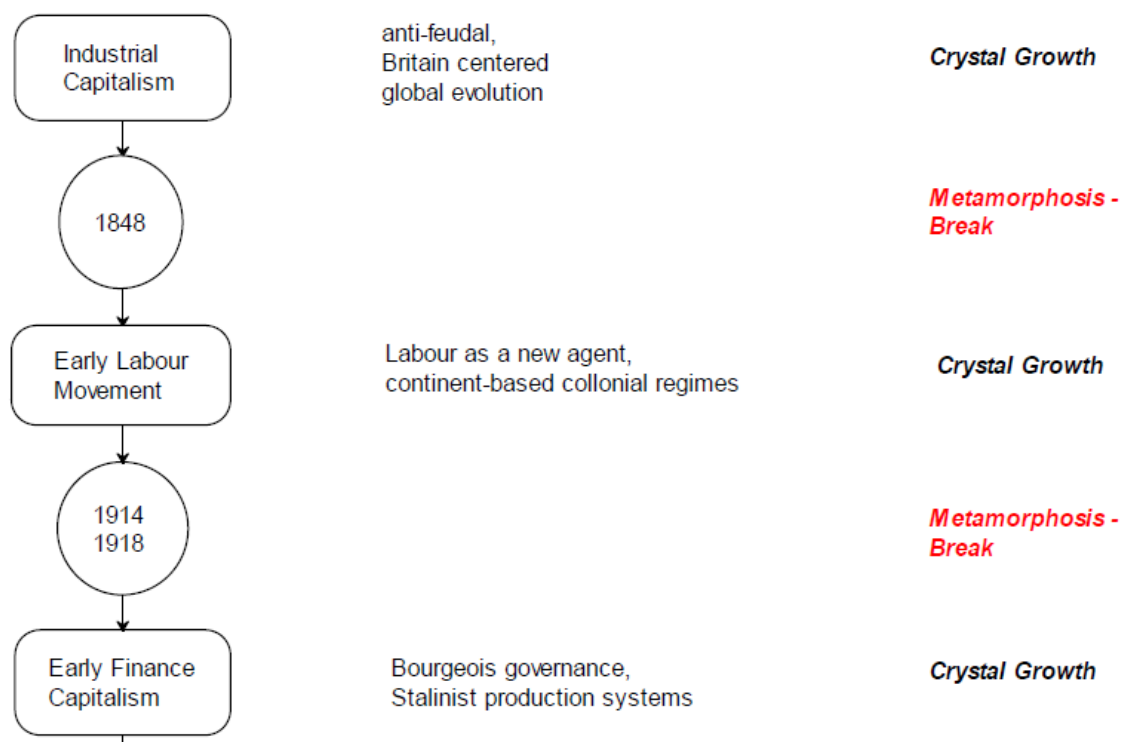 Industrial
Capitalism
anti-feudal,
Britain centered
global evolution
Crystal Growth
1848
Metamorphosis -
Break
Early Labour
Movement
Labour as a new agent,
continent-based collonial regimes
Crystal Growth
1914
1918
Metamorphosis -
Break
Early Finance
Capitalism
Bourgeois governance,
Stalinist production systems
Crystal Growth